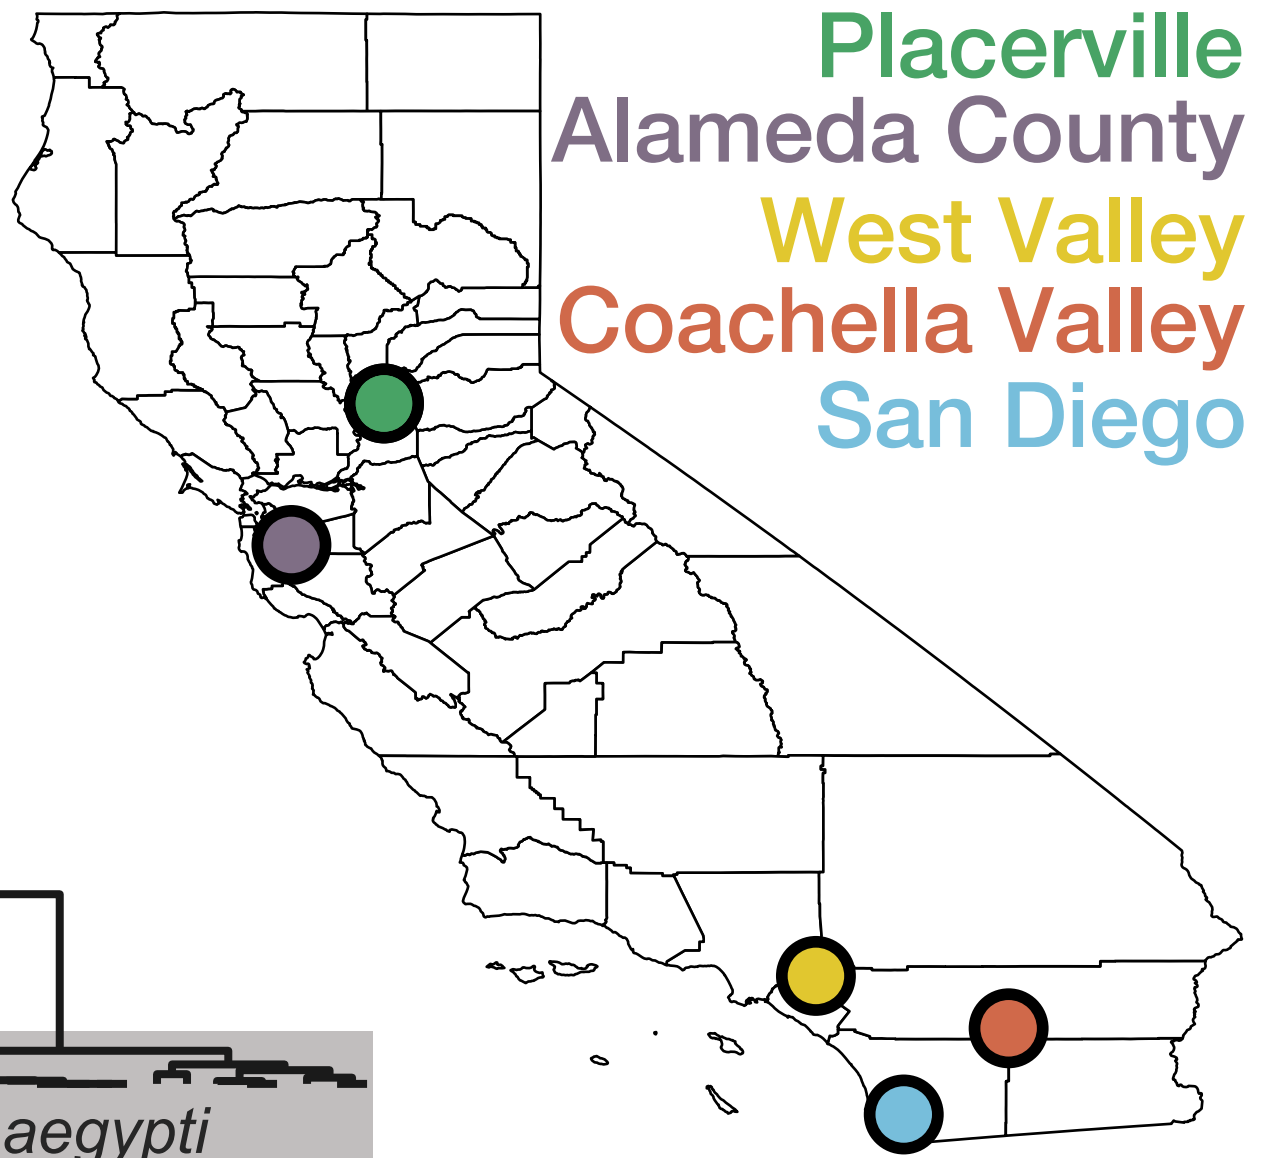 Placerville
Alameda County
West Valley
Coachella Valley
San Diego
aegypti